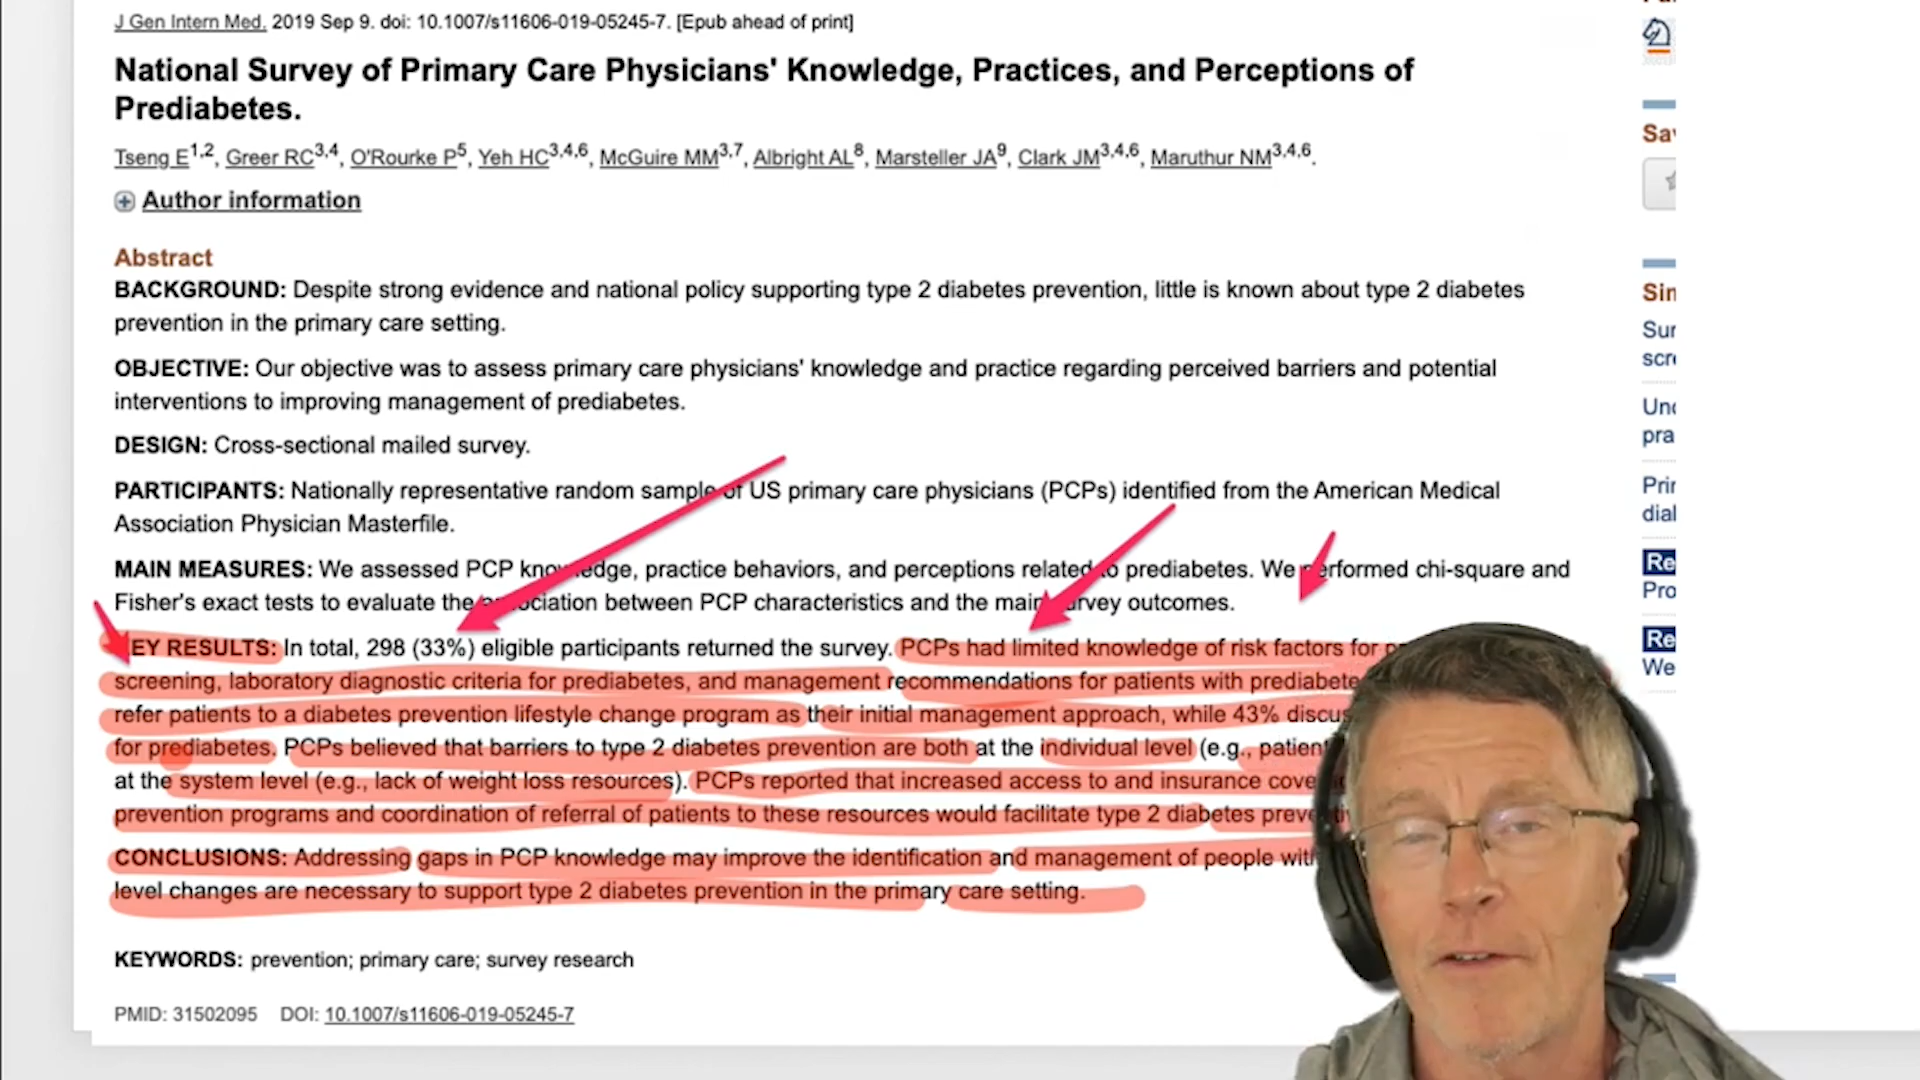 J Gen Intern Med. 2019 Sep 9. doi: 10.1007/s11606-019-05245-7. [Epub ahead of print]
National Survey of Primary Care Physicians' Knowledge, Practices, and Perceptions of
Prediabetes.
Tseng E1,2, Greer RC3,4, O'Rourke P5, Yeh HC3,4,6, McGuire MM3,7, Albright AL8, Marsteller JA9, Clark JM3,4,6, Maruthur NM3,4,6.
Author information
Abstract
BACKGROUND: Despite strong evidence and national policy supporting type 2 diabetes prevention, little is known about type 2 diabetes
prevention in the primary care setting.
OBJECTIVE: Our objective was to assess primary care physicians' knowledge and practice regarding perceived barriers and potential
interventions to improving management of prediabetes.
DESIGN: Cross-sectional mailed survey.
PARTICIPANTS: Nationally representative random sample of US primary care physicians (PCPs) identified from the American Medical
Association Physician Masterfile.
MAIN MEASURES: We assessed PCP knowledge, practice behaviors, and perceptions related to prediabetes. We performed chi-square and
Fisher's exact tests to evaluate the association between PCP characteristics and the main survey outcomes.
KEY RESULTS: In total, 298 (33%) eligible participants returned the survey. PCPs had limited knowledge of risk factors for
screening, laboratory diagnostic criteria for prediabetes, and management recommendations for patients with prediabete
refer patients to a diabetes prevention lifestyle change program as their initial management approach, while 43% discus
for prediabetes. PCPs believed that barriers to type 2 diabetes prevention are both at the individual level (e.g., patient
at the system level (e.g., lack of weight loss resources). PCPs reported that increased access to and insurance cove
prevention programs and coordination of referral of patients to these resources would facilitate type 2 diabetes preve
CONCLUSIONS: Addressing gaps in PCP knowledge may improve the identification and management of people with
level changes are necessary to support type 2 diabetes prevention in the primary care setting.
KEYWORDS: prevention; primary care; survey research
PMID: 31502095 DOI: 10.1007/s11606-019-05245-7
Sav
Sim
Sur
scre
Und
pra
Prin
dial
Re
Pro
Re
We